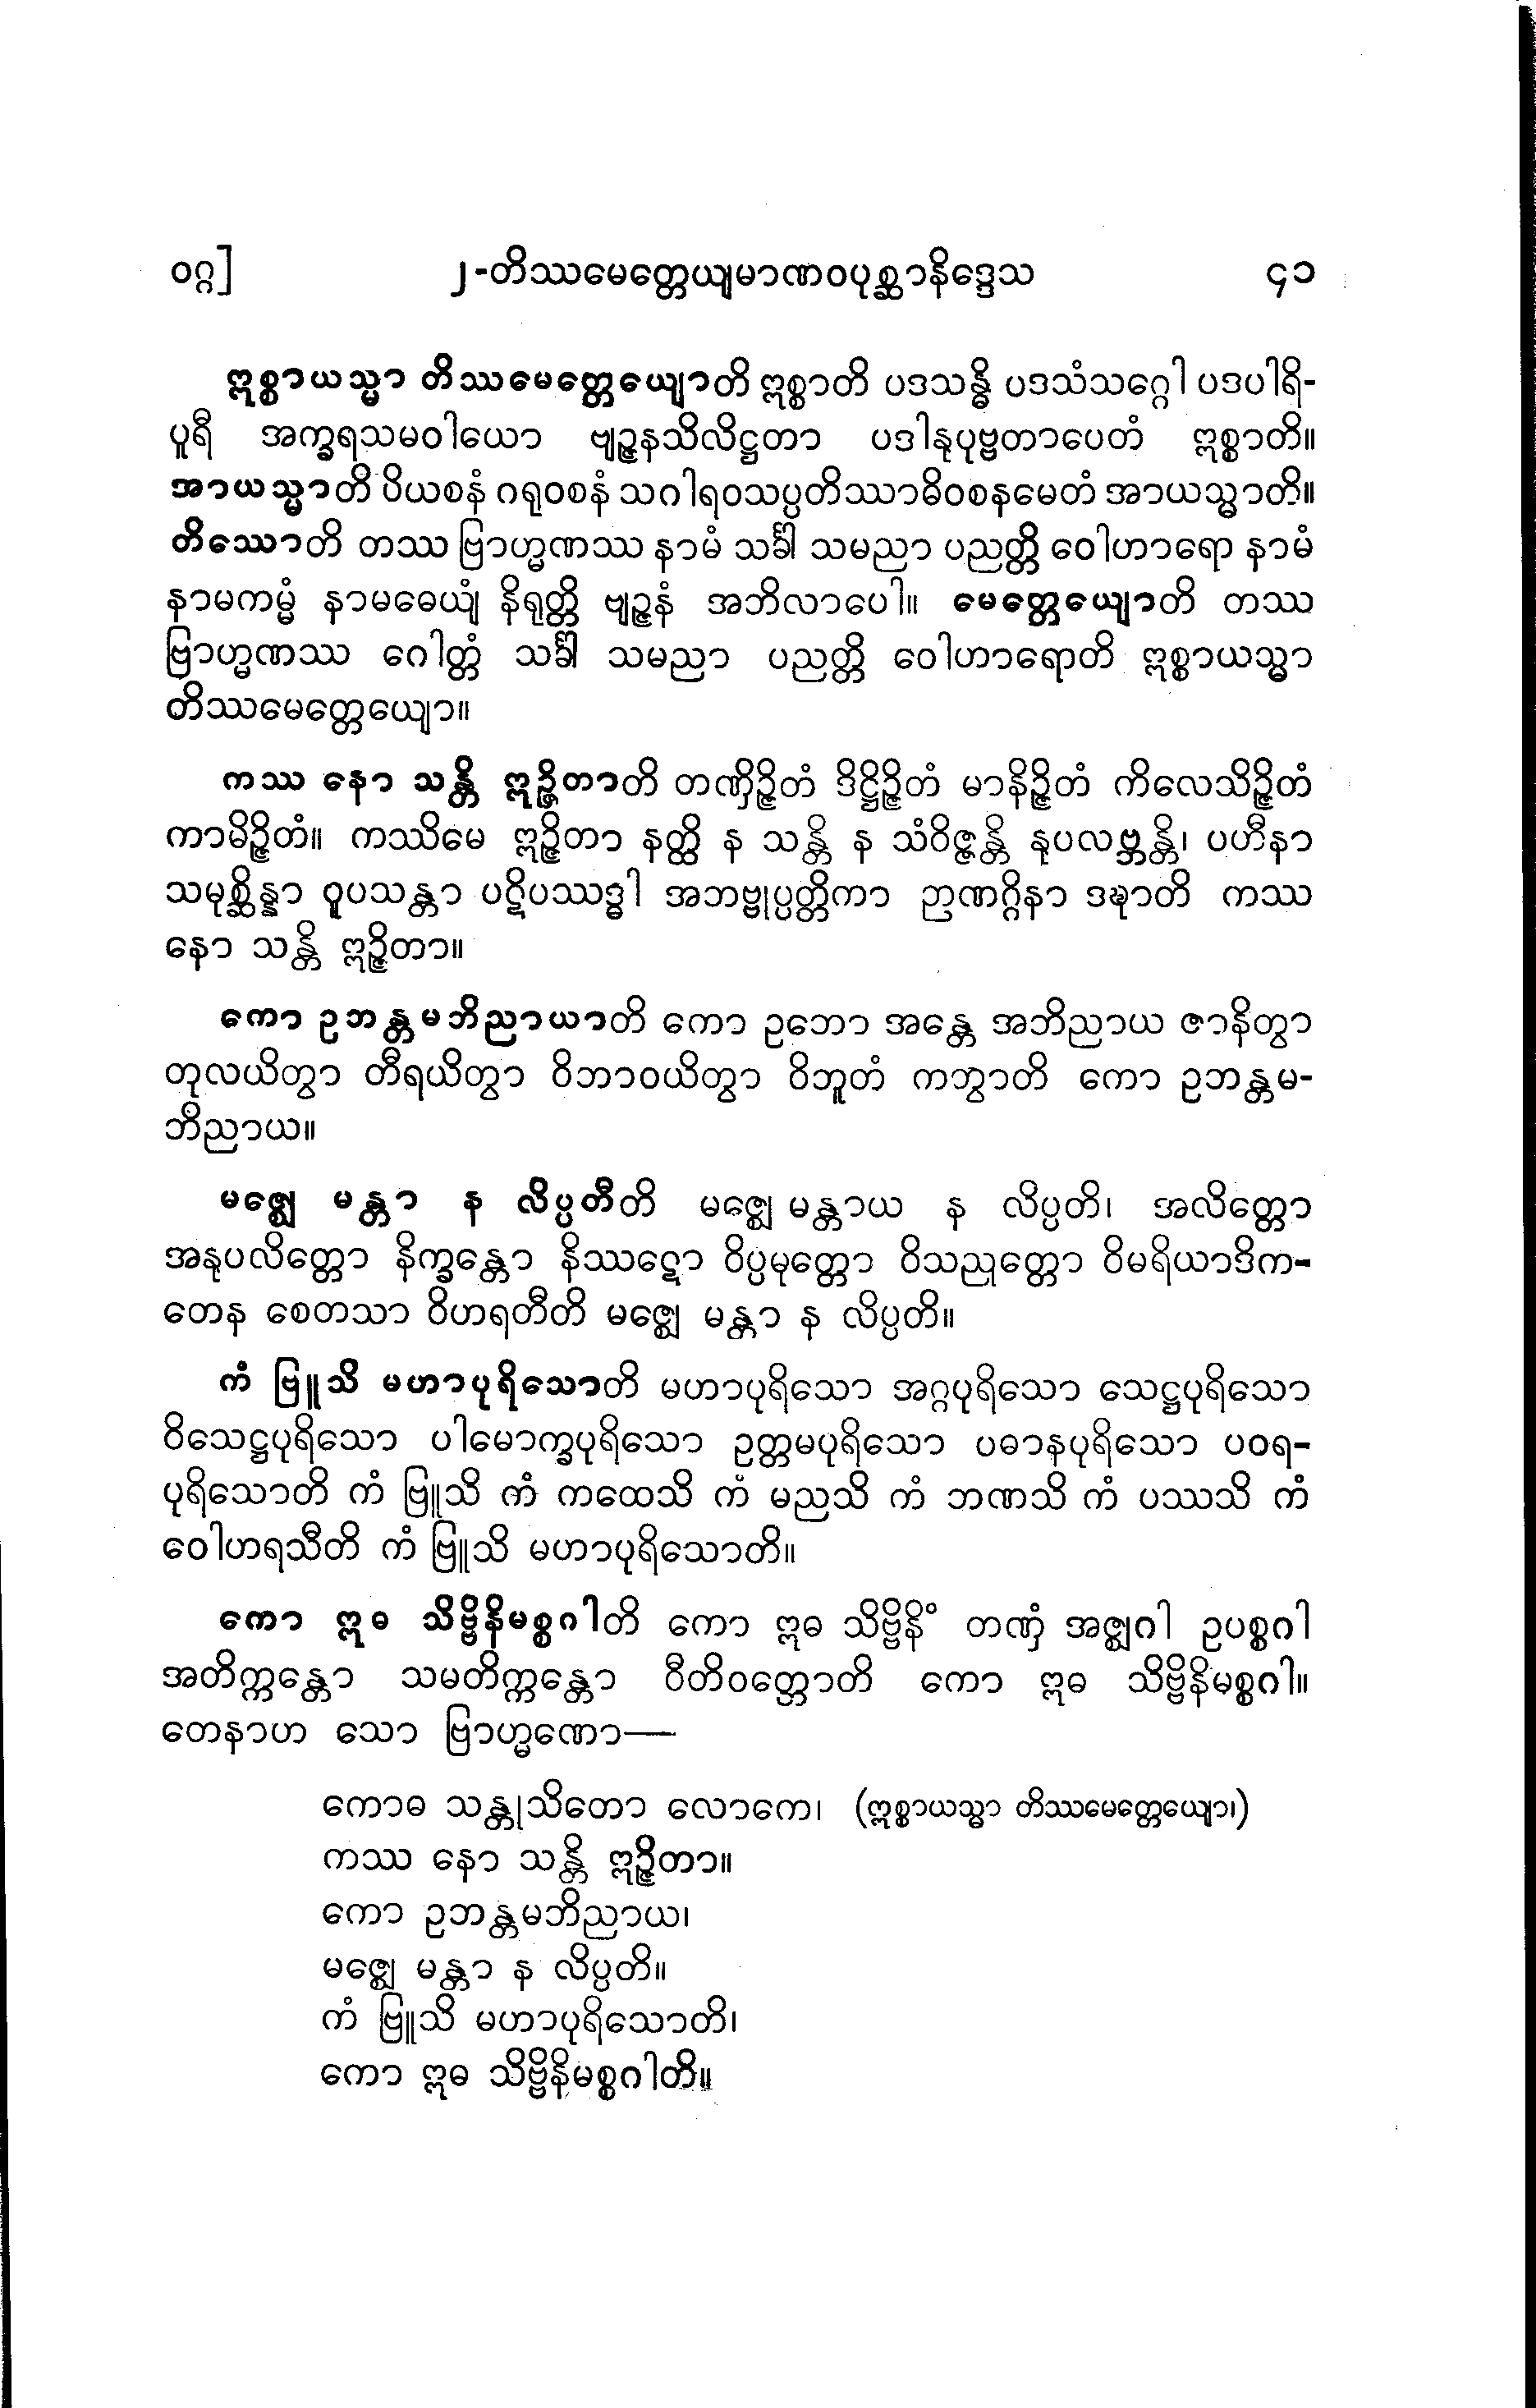 ဝဂ္ဂ]
၂-တိဿမေတ္တေယျမာဏဝပုစ္ဆာနိဒ္ဒေသ
၄၁
ဣစ္စာယသ္မာ တိဿမေတ္တေယျောတိ ဣစ္စာတိ ပဒသန္ဓိ ပဒသံသဂ္ဂေါ ပဒပါရိ-
ပူရီ အက္ခရသမဝါယော ဗျဉ္ဇနသိလိဋ္ဌတာ ပဒါနုပုဗ္ဗတာပေတံ ဣစ္စာတိ။
အာယသ္မာတိ ပိယစနံ ဂရုဝစနံ သဂါရဝသပ္ပတိဿာဓိဝစနမေတံ အာယသ္မာတိ။
တိဿောတိ တဿ ဗြာဟ္မဏဿ နာမံ သင်္ခါ သမညာ ပညတ္တိ ဝေါဟာရော နာမံ
နာမကမ္မံ နာမဓေယျံ နိရုတ္တိ ဗျဉ္ဇနံ အဘိလာပေါ။ မေတ္တေယျောတိ တဿ
ဗြာဟ္မဏဿ ဂေါတ္တံ သင်္ခါ သမညာ ပညတ္တိ ဝေါဟာရောတိ ဣစ္စာယသ္မာ
တိဿမေတ္တေယျော။
ကဿ နော သန္တိ ဣဉ္ဇိတာတိ တဏှိဉ္ဇိတံ ဒိဋ္ဌိဉ္ဇိတံ မာနိဉ္ဇိတံ ကိလေသိဉ္ဇိတံ
ကာမိဉ္ဇိတံ။ ကဿိမေ ဣဉ္ဇိတာ နတ္ထိ န သန္တိ န သံဝိဇ္ဇန္တိ နုပလဗ္ဘန္တိ၊ ပဟီနာ
သမုစ္ဆိန္နာ ဝူပသန္တာ ပဋိပဿဒ္ဓါ အဘဗ္ဗုပ္ပတ္တိကာ ဉာဏဂ္ဂိနာ ဒဍ္ဎာတိ ကဿ
နော သန္တိ ဣဉ္ဇိတာ။
ကော ဥဘန္တမဘိညာယာတိ ကော ဥဘော အန္တေ အဘိညာယ ဇာနိတွာ
တုလယိတွာ တီရယိတွာ ဝိဘာဝယိတွာ ဝိဘူတံ ကတွာတိ ကော ဥဘန္တမ-
ဘိညာယ။
မဇ္ဈေ မန္တာ န လိပ္ပတီတိ မဇ္ဈေ မန္တာယ န လိပ္ပတိ၊ အလိတ္တော
အနုပလိတ္တော နိက္ခန္တော နိဿဋော ဝိပ္ပမုတ္တော ဝိသညုတ္တော ဝိမရိယာဒိက-
တေန စေတသာ ဝိဟရတီတိ မဇ္ဈေ မန္တာ န လိပ္ပတိ။
ကံ ဗြူသိ မဟာပုရိသောတိ မဟာပုရိသော အဂ္ဂပုရိသော သေဋ္ဌပုရိသော
ဝိသေဋ္ဌပုရိသော ပါမောက္ခပုရိသော ဥတ္တမပုရိသော ပဓာနပုရိသော ပဝရ-
ပုရိသောတိ ကံ ဗြူသိ ကံ ကထေသိ ကံ မညသိ ကံ ဘဏသိ ကံ ပဿသိ ကံ
ဝေါဟရသီတိ ကံ ဗြူသိ မဟာပုရိသောတိ။
ကော ဣဓ သိဗ္ဗိနိမစ္စဂါတိ ကော ဣဓ သိဗ္ဗိနိံ တဏှံ အဇ္ဈဂါ ဥပစ္စဂါ
အတိက္ကန္တော သမတိက္ကန္တော ဝီတိဝတ္တောတိ ကော ဣဓ သိဗ္ဗိနိမစ္စဂါ။
တေနာဟ သော ဗြာဟ္မဏော—
ကောဓ သန္တုသိတော လောကေ၊ (ဣစ္စာယသ္မာ တိဿမေတ္တေယျော၊)
ကဿ နော သန္တိ ဣဉ္ဇိတာ။
ကော ဥဘန္တမဘိညာယ၊
မဇ္ဈေ မန္တာ န လိပ္ပတိ။
ကံ ဗြူသိ မဟာပုရိသောတိ၊
ကော ဣဓ သိဗ္ဗိနိမစ္စဂါတိ။